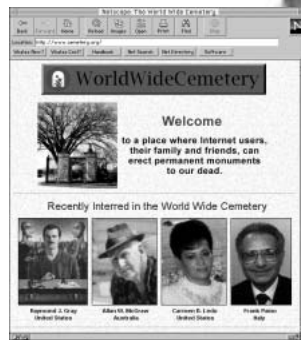 Netscape: The World Wide Cemetery
Back Forward Home Reload Images Open Print Find Stop
Location: http://www.cemetery.org/
What's New? What's Cool? Handbook Net Search Net Directory Software
WorldWideCemetery
Welcome
to a place where Internet users,
their family and friends, can
erect permanent monuments
to our dead.
Recently Interred in the World Wide Cemetery
Raymond J. Gray Allan W. McGrow Carmen B. Ledo Frank Paino
United States Australia United States Italy